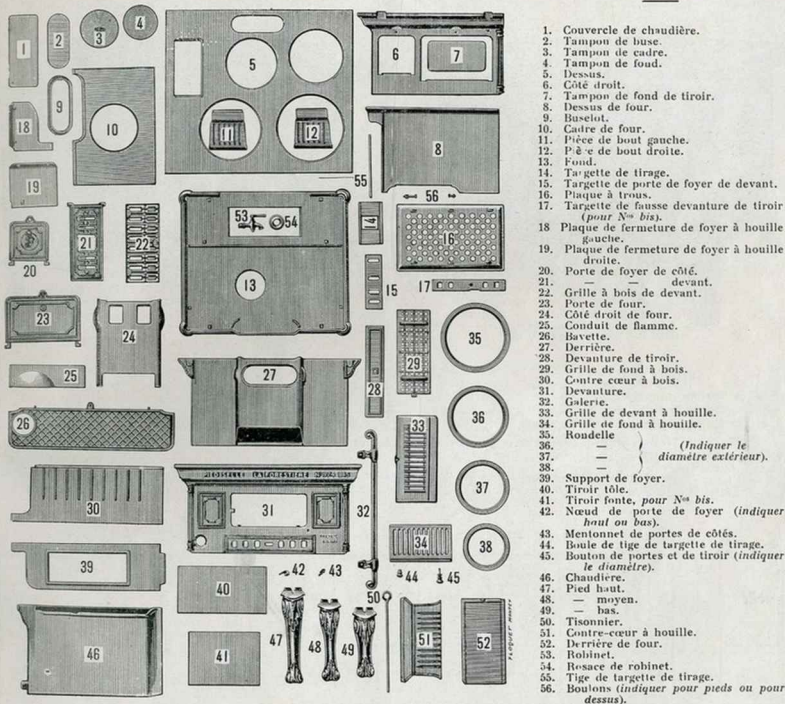 1. Couvercle de chaudière.
2. Tampon de buse.
3. Tampon de cadre.
4. Tampon de foud.
5. Dessus.
6. Côté droit.
7. Tampon de fond de tiroir.
8. Dessus de four.
9. Buselot.
10. Cadre de four.
11. Pièce de bout gauche.
12. Piè e de bout droite.
13. Fond.
14. Targette de tirage.
15. Targette de porte de foyer de devant.
16. Plaque à trous.
17. Targette de fausse devanture de tiroir
(pour Nos bis).
18 Plaque de fermeture de foyer à houille
gauche.
19. Plaque de fermeture de foyer à houille
droite.
20. Porte de foyer de côté.
21. — — devant.
22. Grille à bois de devant.
23. Porte de four.
24. Côté droit de four.
25. Conduit de flamme.
26. Bavette.
27. Derrière.
28. Devanture de tiroir.
29. Grille de fond à bois.
30. Contre cœur à bois.
31. Devanture.
32. Galerie.
33. Grille de devant à houille.
34. Grille de fond à houille.
35. Rondelle
36. — (Indiquer le
37. — diamètre extérieur).
38. —
39. Support de foyer.
40. Tiroir tôle.
41. Tiroir fonte, pour Nos bis.
42. Nœud de porte de foyer (indiquer
haut ou bas).
43. Mentonnet de portes de côtés.
44. Boule de tige de targette de tirage.
45. Bouton de portes et de tiroir (indiquer
le diamètre).
46. Chaudière.
47. Pied haut.
48. — moyen.
49. — bas.
50. Tisonnier.
51. Contre-cœur à houille.
52. Derrière de four.
53. Robinet.
54. Rosace de robinet.
55. Tige de targette de tirage.
56. Boulons (indiquer pour pieds ou pour
dessus).
1
2
3
4
5
6
7
8
9
10
11
12
13
14
15
16
17
18
19
20
21
22
23
24
25
26
27
28
29
30
31
32
33
34
35
36
37
38
39
40
41
42
43
44
45
46
47
48
49
50
51
52
53
54
55
56
PIEDISELLE LA FORESTIÈRE
PLOQUET